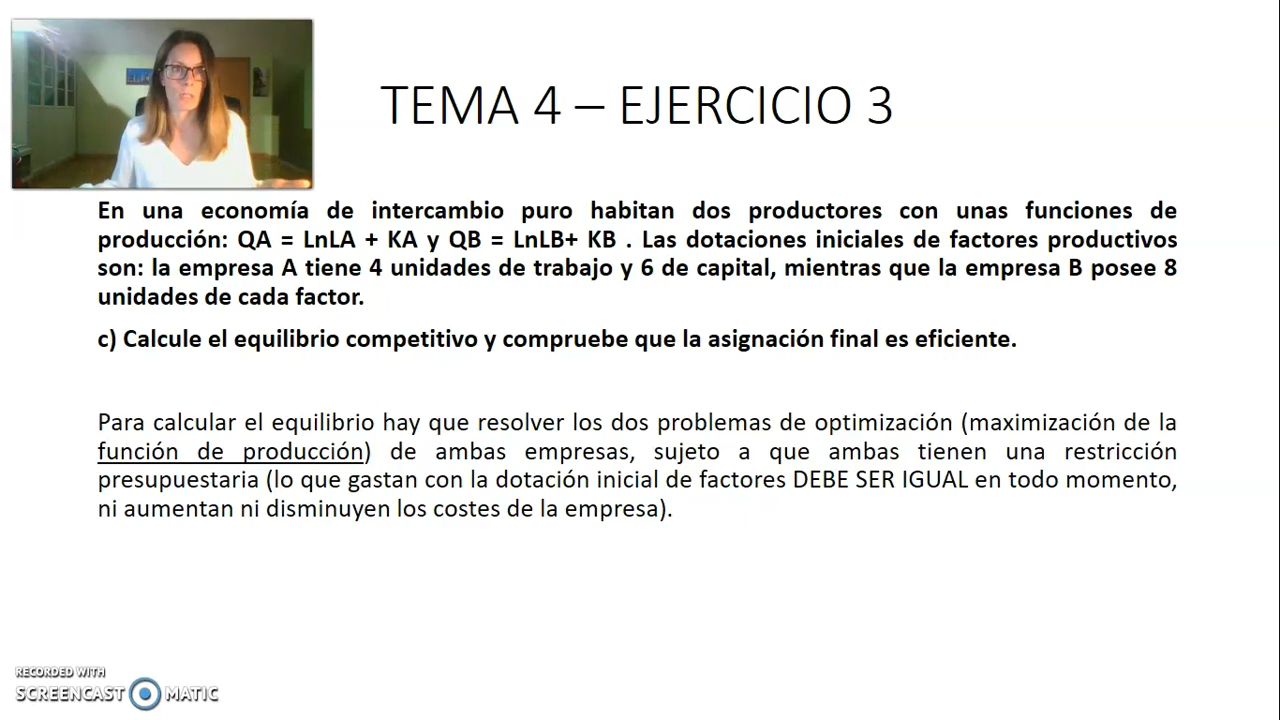 TEMA 4 – EJERCICIO 3
En una economía de intercambio puro habitan dos productores con unas funciones de
producción: QA = LnLA + KA y QB = LnLB+ KB . Las dotaciones iniciales de factores productivos
son: la empresa A tiene 4 unidades de trabajo y 6 de capital, mientras que la empresa B posee 8
unidades de cada factor.
c) Calcule el equilibrio competitivo y compruebe que la asignación final es eficiente.
Para calcular el equilibrio hay que resolver los dos problemas de optimización (maximización de la
función de producción) de ambas empresas, sujeto a que ambas tienen una restricción
presupuestaria (lo que gastan con la dotación inicial de factores DEBE SER IGUAL en todo momento,
ni aumentan ni disminuyen los costes de la empresa).
RECORDED WITH
SCREENCAST MATIC